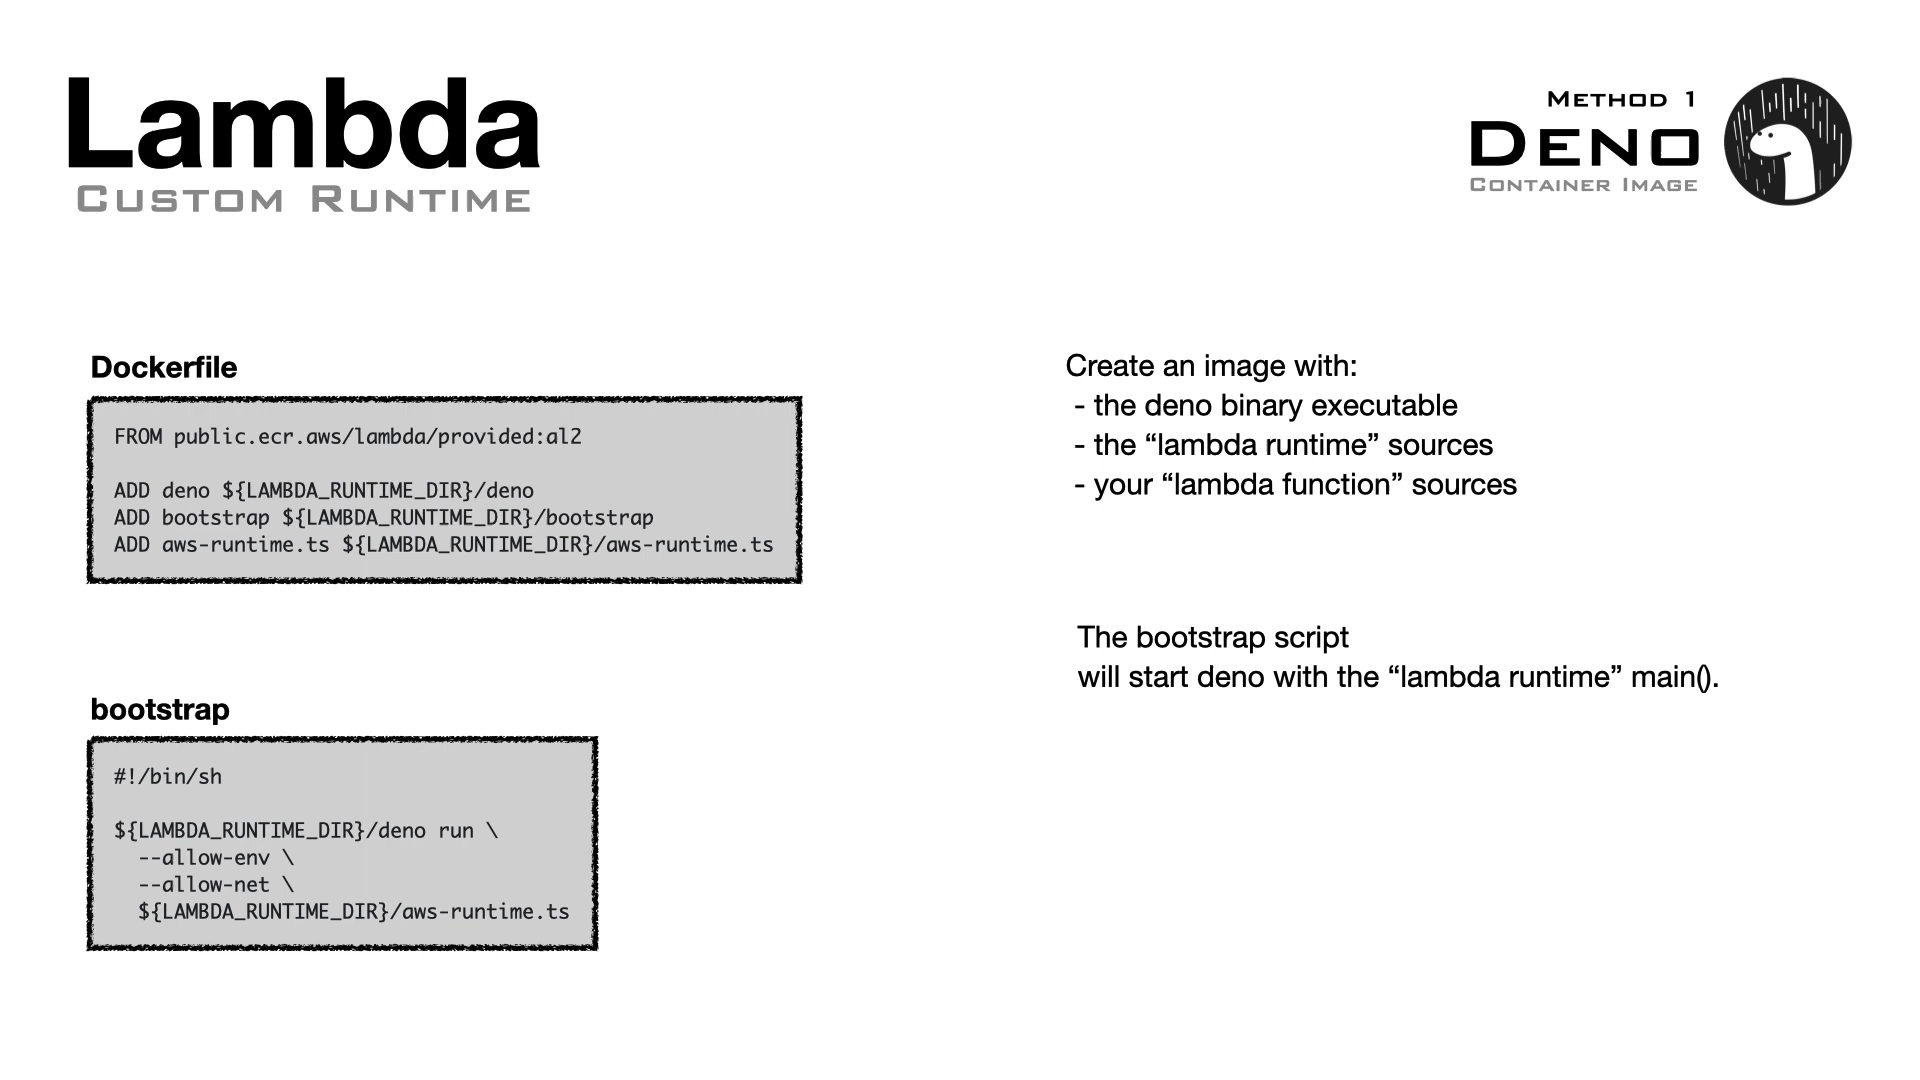 Lambda
Custom Runtime
Method 1
Deno
Container Image
Dockerfile
FROM public.ecr.aws/lambda/provided:al2
ADD deno ${LAMBDA_RUNTIME_DIR}/deno
ADD bootstrap ${LAMBDA_RUNTIME_DIR}/bootstrap
ADD aws-runtime.ts ${LAMBDA_RUNTIME_DIR}/aws-runtime.ts
Create an image with:
- the deno binary executable
- the “lambda runtime” sources
- your “lambda function” sources
The bootstrap script
will start deno with the “lambda runtime” main().
bootstrap
#!/bin/sh
${LAMBDA_RUNTIME_DIR}/deno run \
--allow-env \
--allow-net \
${LAMBDA_RUNTIME_DIR}/aws-runtime.ts